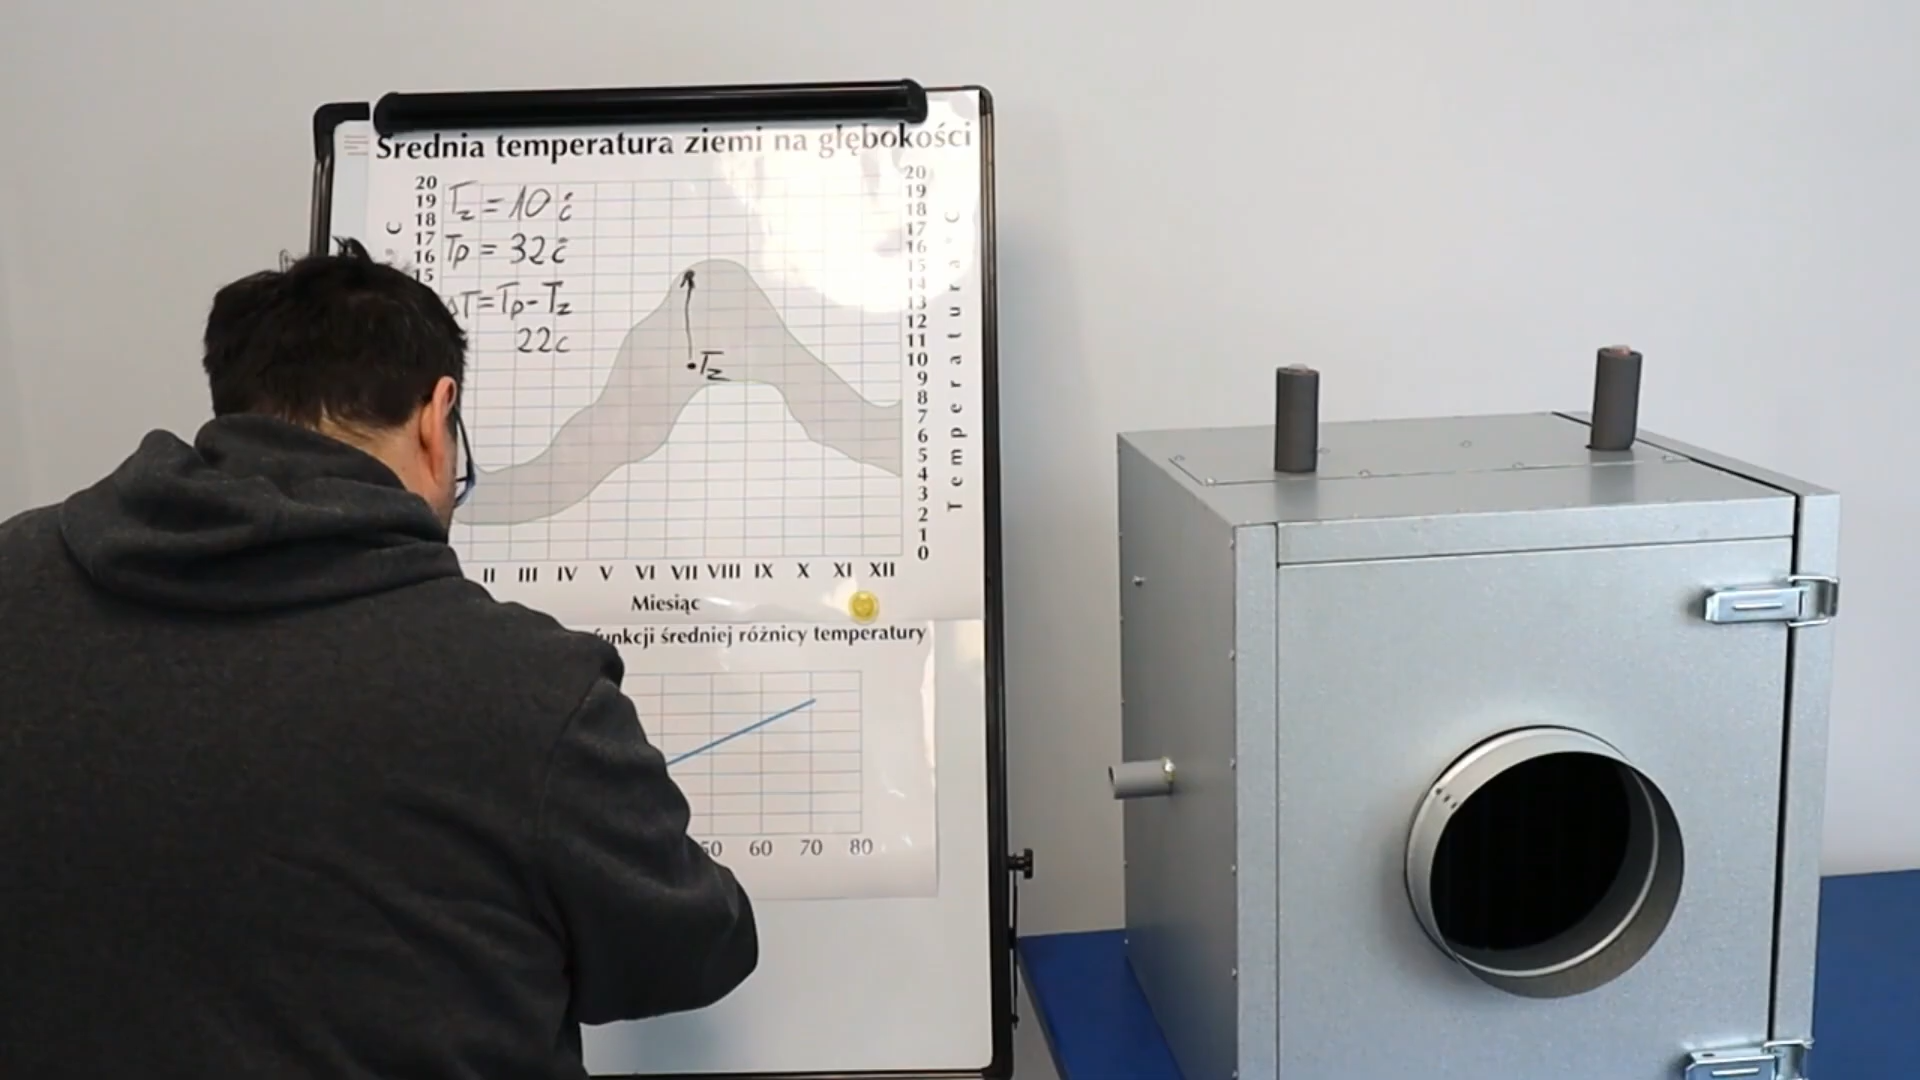 Średnia temperatura ziemi na głębokości
20
19
18
17
16
15
°C
Tz = 10 c
Tp = 32 c
ΔT = Tp - Tz
22c
Tz
20
19
18
17
16
15
14
13
12
11
10
9
8
7
6
5
4
3
2
1
0
Temperatura °C
II III IV V VI VII VIII IX X XI XII
Miesiąc
funkcji średniej różnicy temperatury
50 60 70 80